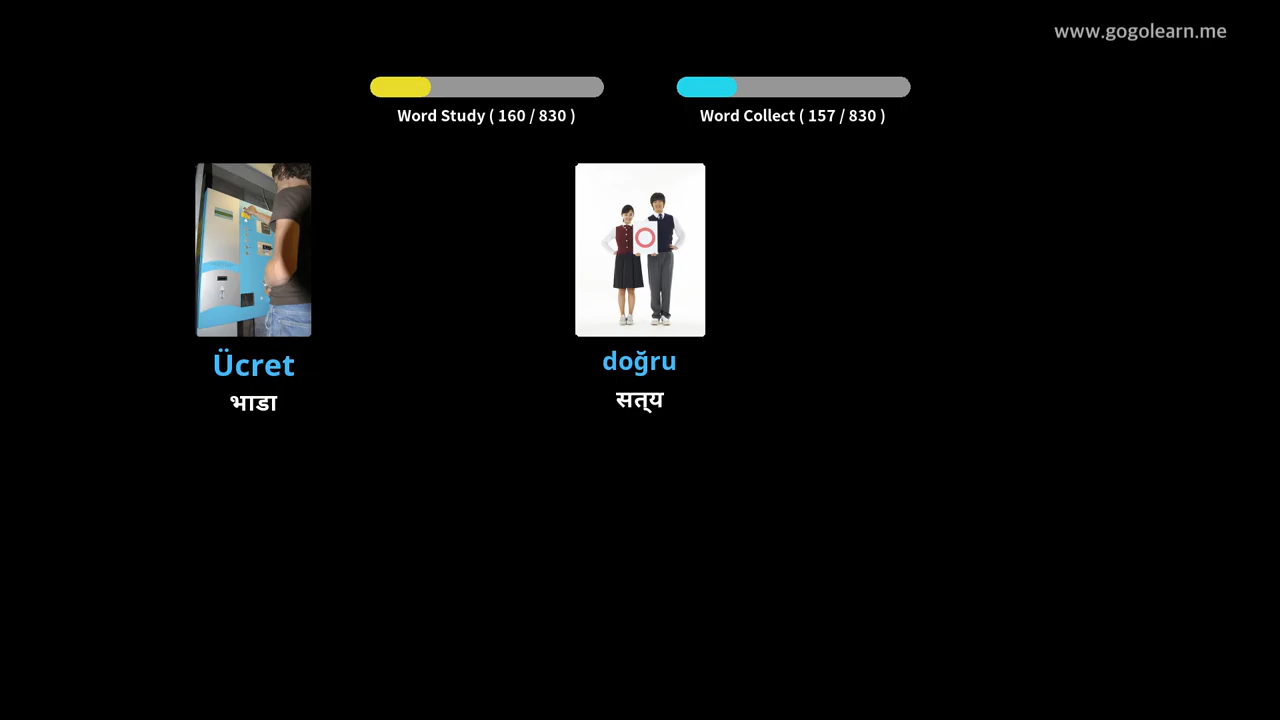 www.gogolearn.me
Word Study ( 160 / 830 )
Word Collect ( 157 / 830 )
Ücret
भाडा
doğru
सत्य